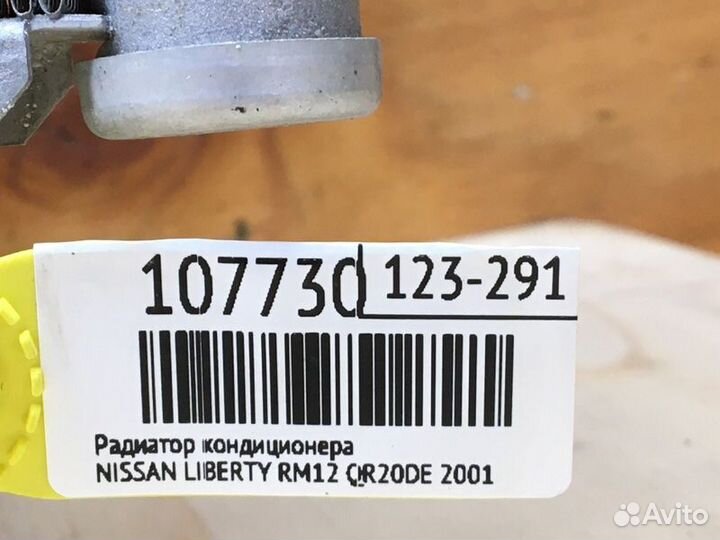 107730 123-291
Радиатор кондиционера
NISSAN LIBERTY RM12 QR20DE 2001
Avito